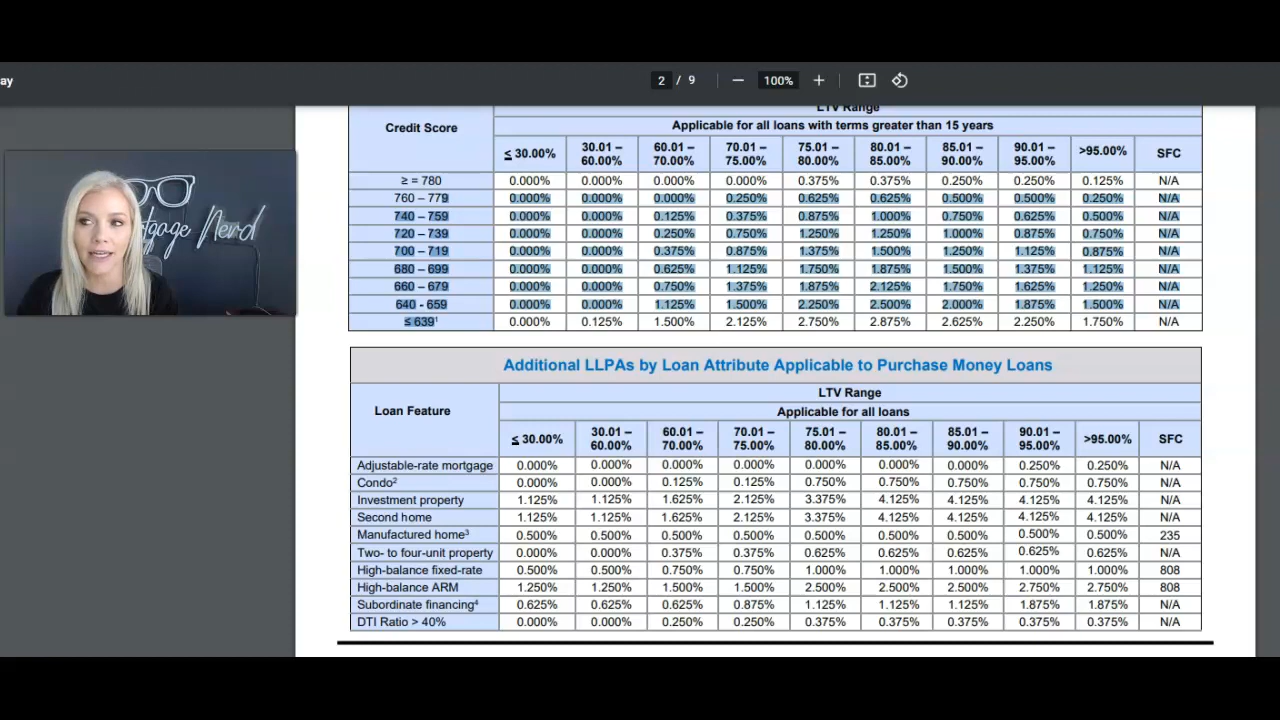 ay
2 / 9
100%
LTV Range
Credit Score
Applicable for all loans with terms greater than 15 years
≤ 30.00% 30.01 – 60.00% 60.01 – 70.00% 70.01 – 75.00% 75.01 – 80.00% 80.01 – 85.00% 85.01 – 90.00% 90.01 – 95.00% >95.00% SFC
≥ = 780 0.000% 0.000% 0.000% 0.000% 0.375% 0.375% 0.250% 0.250% 0.125% N/A
760 – 779 0.000% 0.000% 0.000% 0.250% 0.625% 0.625% 0.500% 0.500% 0.250% N/A
740 – 759 0.000% 0.000% 0.125% 0.375% 0.875% 1.000% 0.750% 0.625% 0.500% N/A
720 – 739 0.000% 0.000% 0.250% 0.750% 1.250% 1.250% 1.000% 0.875% 0.750% N/A
700 – 719 0.000% 0.000% 0.375% 0.875% 1.375% 1.500% 1.250% 1.125% 0.875% N/A
680 – 699 0.000% 0.000% 0.625% 1.125% 1.750% 1.875% 1.500% 1.375% 1.125% N/A
660 – 679 0.000% 0.000% 0.750% 1.375% 1.875% 2.125% 1.750% 1.625% 1.250% N/A
640 - 659 0.000% 0.000% 1.125% 1.500% 2.250% 2.500% 2.000% 1.875% 1.500% N/A
≤ 639¹ 0.000% 0.125% 1.500% 2.125% 2.750% 2.875% 2.625% 2.250% 1.750% N/A
Additional LLPAs by Loan Attribute Applicable to Purchase Money Loans
LTV Range
Loan Feature
Applicable for all loans
≤ 30.00% 30.01 – 60.00% 60.01 – 70.00% 70.01 – 75.00% 75.01 – 80.00% 80.01 – 85.00% 85.01 – 90.00% 90.01 – 95.00% >95.00% SFC
Adjustable-rate mortgage 0.000% 0.000% 0.000% 0.000% 0.000% 0.000% 0.000% 0.250% 0.250% N/A
Condo² 0.000% 0.000% 0.125% 0.125% 0.750% 0.750% 0.750% 0.750% 0.750% N/A
Investment property 1.125% 1.125% 1.625% 2.125% 3.375% 4.125% 4.125% 4.125% 4.125% N/A
Second home 1.125% 1.125% 1.625% 2.125% 3.375% 4.125% 4.125% 4.125% 4.125% N/A
Manufactured home³ 0.500% 0.500% 0.500% 0.500% 0.500% 0.500% 0.500% 0.500% 0.500% 235
Two- to four-unit property 0.000% 0.000% 0.375% 0.375% 0.625% 0.625% 0.625% 0.625% 0.625% N/A
High-balance fixed-rate 0.500% 0.500% 0.750% 0.750% 1.000% 1.000% 1.000% 1.000% 1.000% 808
High-balance ARM 1.250% 1.250% 1.500% 1.500% 2.500% 2.500% 2.500% 2.750% 2.750% 808
Subordinate financing⁴ 0.625% 0.625% 0.625% 0.875% 1.125% 1.125% 1.125% 1.875% 1.875% N/A
DTI Ratio > 40% 0.000% 0.000% 0.250% 0.250% 0.375% 0.375% 0.375% 0.375% 0.375% N/A
Nerd